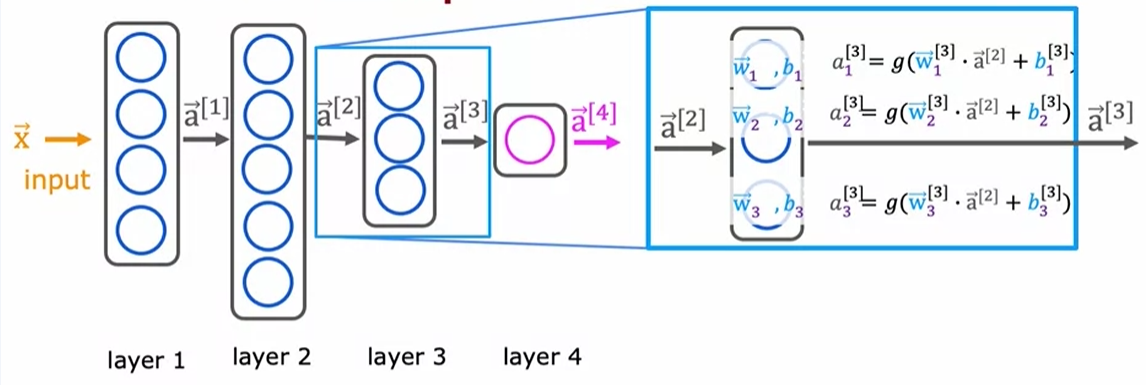 x⃗
input
a⃗[1]
a⃗[2]
a⃗[3]
a⃗[4]
layer 1
layer 2
layer 3
layer 4
a⃗[2]
w⃗1 ,b1
w⃗2 ,b2
w⃗3 ,b3
a1[3]= g(w⃗1[3] · a⃗[2] + b1[3])
a2[3]= g(w⃗2[3] · a⃗[2] + b2[3])
a3[3]= g(w⃗3[3] · a⃗[2] + b3[3])
a⃗[3]